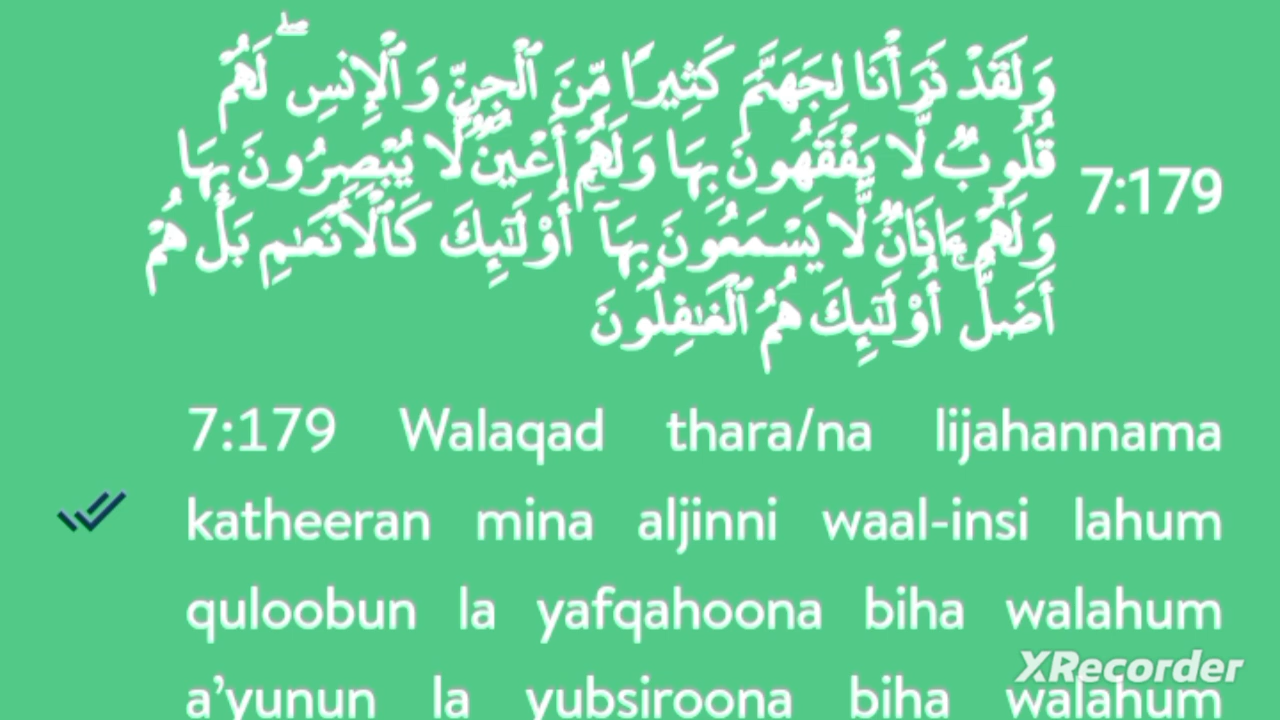 وَلَقَدْ ذَرَأْنَا لِجَهَنَّمَ كَثِيرًا مِّنَ ٱلْجِنِّ وَٱلْإِنسِ ۖ لَهُمْ
قُلُوبٌ لَّا يَفْقَهُونَ بِهَا وَلَهُمْ أَعْيُنٌ لَّا يُبْصِرُونَ بِهَا
7:179
وَلَهُمْ ءَاذَانٌ لَّا يَسْمَعُونَ بِهَآ ۚ أُو۟لَٰٓئِكَ كَٱلْأَنْعَٰمِ بَلْ هُمْ
أَضَلُّ ۚ أُو۟لَٰٓئِكَ هُمُ ٱلْغَٰفِلُونَ
7:179 Walaqad thara/na lijahannama
katheeran mina aljinni waal-insi lahum
quloobun la yafqahoona biha walahum
XRecorder
a’yunun la yubsiroona biha walahum